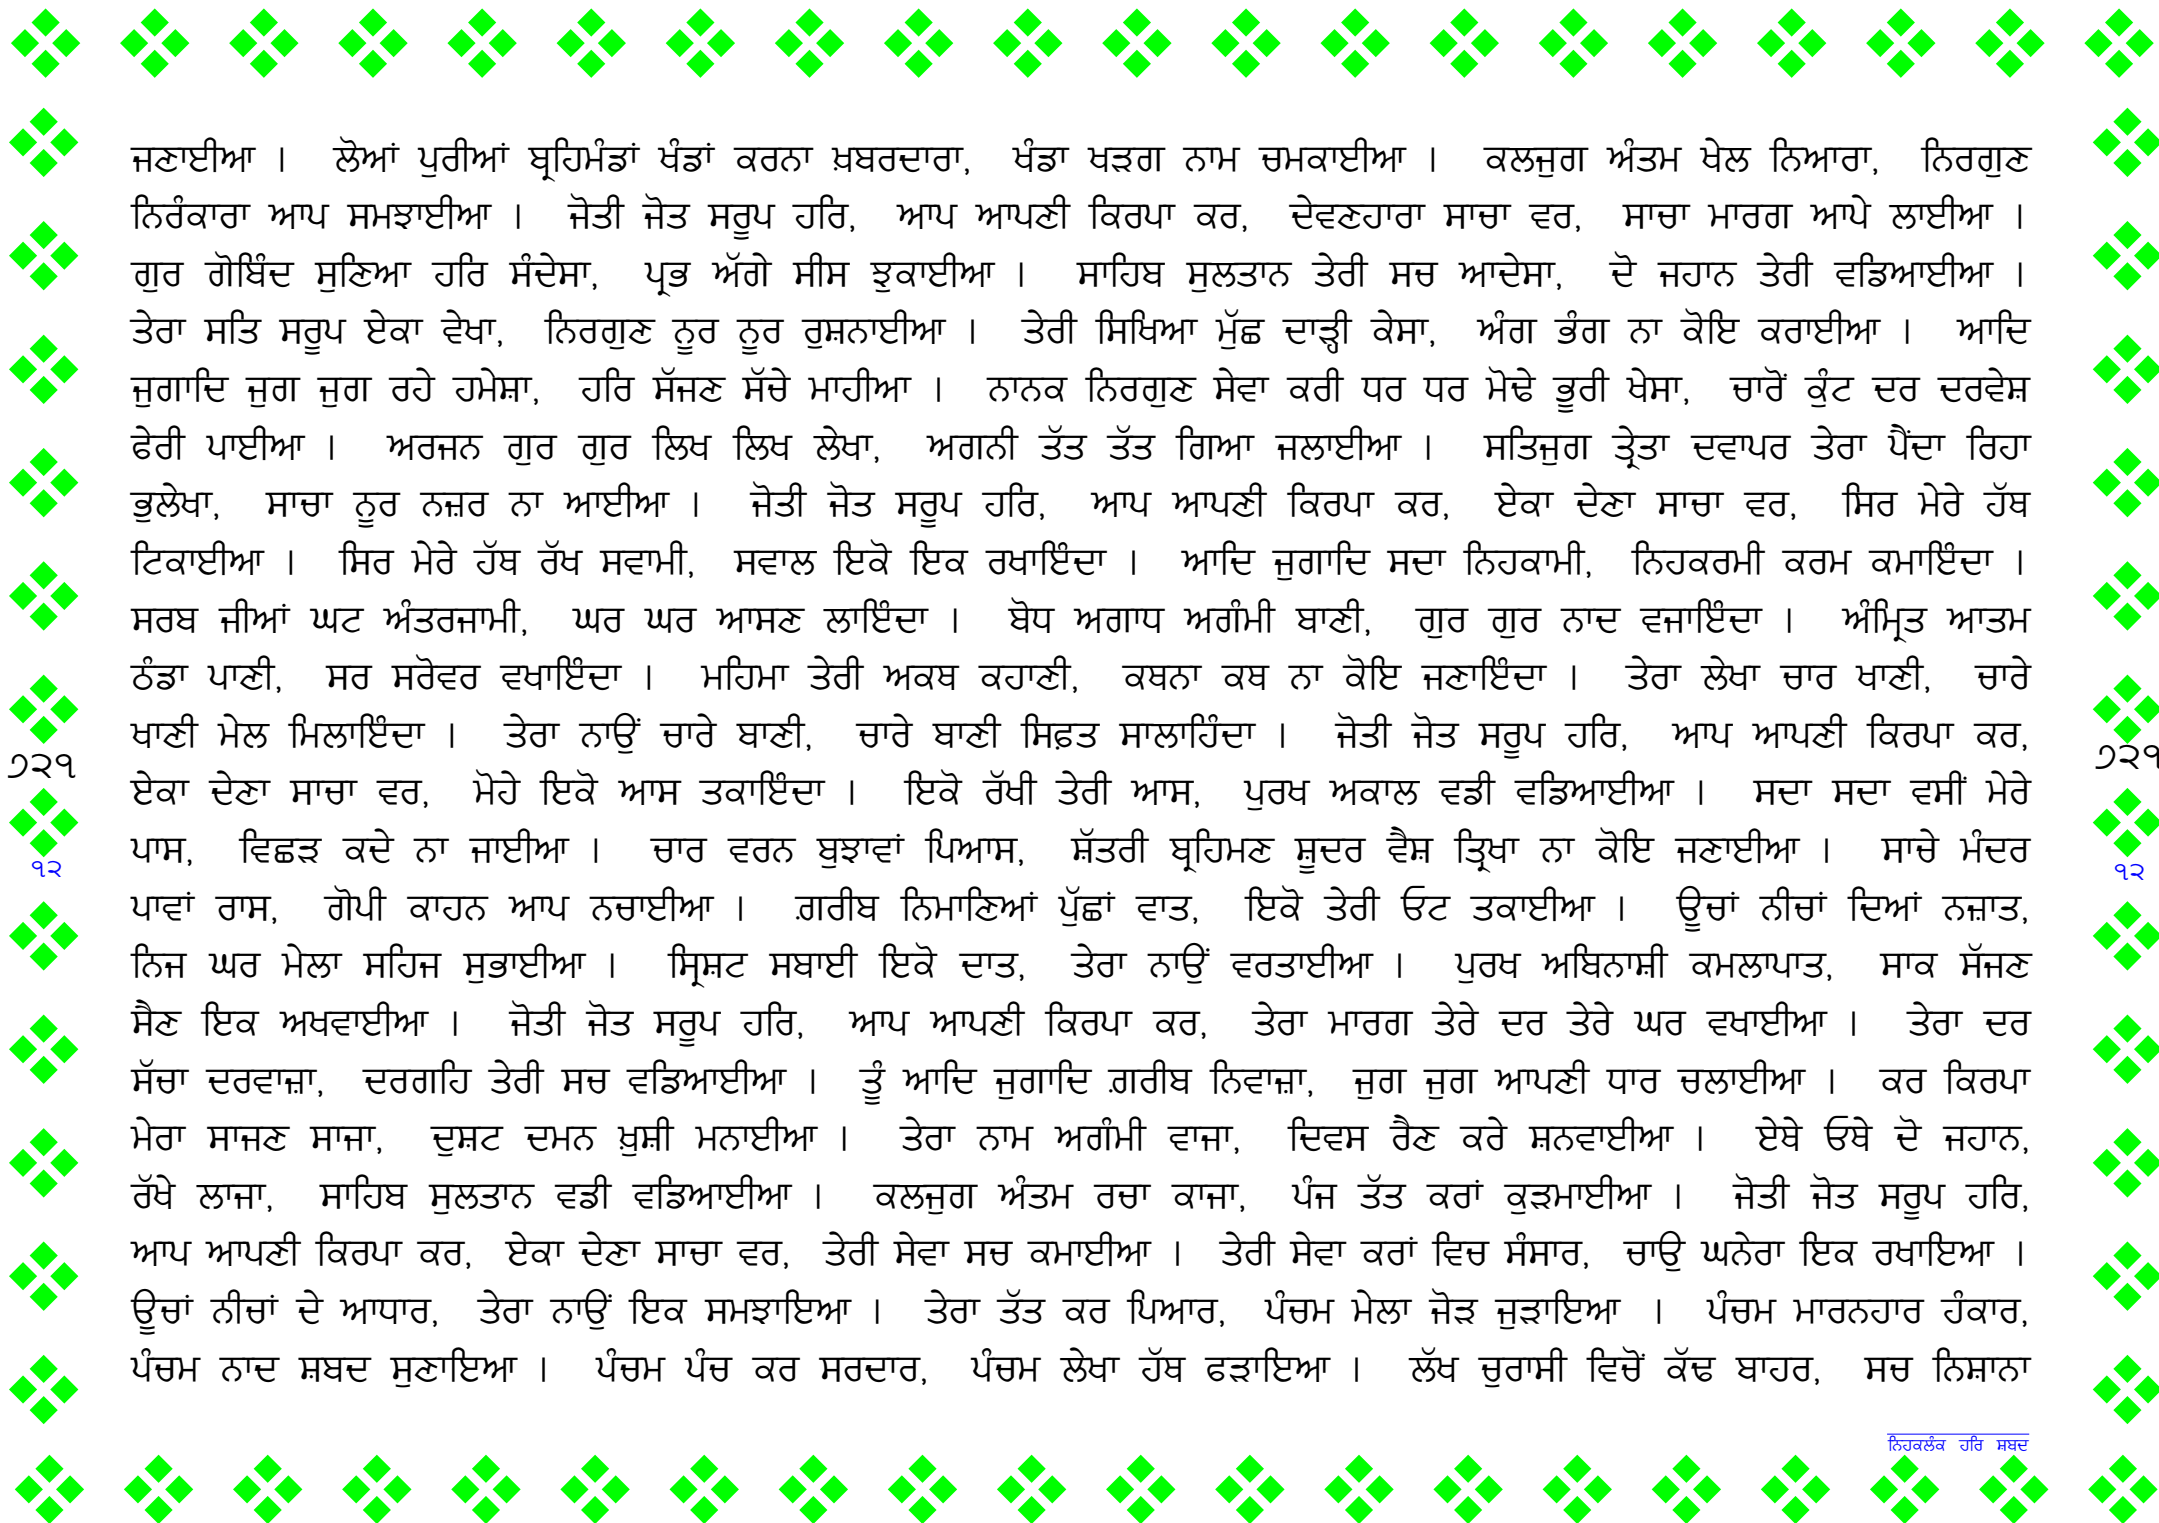 ਜਣਾਈਆ । ਲੋਆਂ ਪੁਰੀਆਂ ਬ੍ਰਹਿਮੰਡਾਂ ਖੰਡਾਂ ਕਰਨਾ ਖ਼ਬਰਦਾਰਾ, ਖੰਡਾ ਖੜਗ ਨਾਮ ਚਮਕਾਈਆ । ਕਲਜੁਗ ਅੰਤਮ ਖੇਲ ਨਿਆਰਾ, ਨਿਰਗੁਣ
ਨਿਰੰਕਾਰਾ ਆਪ ਸਮਝਾਈਆ । ਜੋਤੀ ਜੋਤ ਸਰੂਪ ਹਰਿ, ਆਪ ਆਪਣੀ ਕਿਰਪਾ ਕਰ, ਦੇਵਣਹਾਰਾ ਸਾਚਾ ਵਰ, ਸਾਚਾ ਮਾਰਗ ਆਪੇ ਲਾਈਆ ।
ਗੁਰ ਗੋਬਿੰਦ ਸੁਣਿਆ ਹਰਿ ਸੰਦੇਸਾ, ਪ੍ਰਭ ਅੱਗੇ ਸੀਸ ਝੁਕਾਈਆ । ਸਾਹਿਬ ਸੁਲਤਾਨ ਤੇਰੀ ਸਚ ਆਦੇਸਾ, ਦੋ ਜਹਾਨ ਤੇਰੀ ਵਡਿਆਈਆ ।
ਤੇਰਾ ਸਤਿ ਸਰੂਪ ਏਕਾ ਵੇਖਾ, ਨਿਰਗੁਣ ਨੂਰ ਨੂਰ ਰੁਸ਼ਨਾਈਆ । ਤੇਰੀ ਸਿਖਿਆ ਮੁੱਛ ਦਾੜ੍ਹੀ ਕੇਸਾ, ਅੰਗ ਭੰਗ ਨਾ ਕੋਇ ਕਰਾਈਆ । ਆਦਿ
ਜੁਗਾਦਿ ਜੁਗ ਜੁਗ ਰਹੇ ਹਮੇਸ਼ਾ, ਹਰਿ ਸੱਜਣ ਸੱਚੇ ਮਾਹੀਆ । ਨਾਨਕ ਨਿਰਗੁਣ ਸੇਵਾ ਕਰੀ ਧਰ ਧਰ ਮੋਢੇ ਭੂਰੀ ਖੇਸਾ, ਚਾਰੋਂ ਕੁੰਟ ਦਰ ਦਰਵੇਸ਼
ਫੇਰੀ ਪਾਈਆ । ਅਰਜਨ ਗੁਰ ਗੁਰ ਲਿਖ ਲਿਖ ਲੇਖਾ, ਅਗਨੀ ਤੱਤ ਤੱਤ ਗਿਆ ਜਲਾਈਆ । ਸਤਿਜੁਗ ਤ੍ਰੇਤਾ ਦਵਾਪਰ ਤੇਰਾ ਪੈਂਦਾ ਰਿਹਾ
ਭੁਲੇਖਾ, ਸਾਚਾ ਨੂਰ ਨਜ਼ਰ ਨਾ ਆਈਆ । ਜੋਤੀ ਜੋਤ ਸਰੂਪ ਹਰਿ, ਆਪ ਆਪਣੀ ਕਿਰਪਾ ਕਰ, ਏਕਾ ਦੇਣਾ ਸਾਚਾ ਵਰ, ਸਿਰ ਮੇਰੇ ਹੱਥ
ਟਿਕਾਈਆ । ਸਿਰ ਮੇਰੇ ਹੱਥ ਰੱਖ ਸਵਾਮੀ, ਸਵਾਲ ਇਕੋ ਇਕ ਰਖਾਇੰਦਾ । ਆਦਿ ਜੁਗਾਦਿ ਸਦਾ ਨਿਹਕਾਮੀ, ਨਿਹਕਰਮੀ ਕਰਮ ਕਮਾਇੰਦਾ ।
ਸਰਬ ਜੀਆਂ ਘਟ ਅੰਤਰਜਾਮੀ, ਘਰ ਘਰ ਆਸਣ ਲਾਇੰਦਾ । ਬੋਧ ਅਗਾਧ ਅਗੰਮੀ ਬਾਣੀ, ਗੁਰ ਗੁਰ ਨਾਦ ਵਜਾਇੰਦਾ । ਅੰਮ੍ਰਿਤ ਆਤਮ
ਠੰਡਾ ਪਾਣੀ, ਸਰ ਸਰੋਵਰ ਵਖਾਇੰਦਾ । ਮਹਿਮਾ ਤੇਰੀ ਅਕਥ ਕਹਾਣੀ, ਕਥਨਾ ਕਥ ਨਾ ਕੋਇ ਜਣਾਇੰਦਾ । ਤੇਰਾ ਲੇਖਾ ਚਾਰ ਖਾਣੀ, ਚਾਰੇ
ਖਾਣੀ ਮੇਲ ਮਿਲਾਇੰਦਾ । ਤੇਰਾ ਨਾਉਂ ਚਾਰੇ ਬਾਣੀ, ਚਾਰੇ ਬਾਣੀ ਸਿਫ਼ਤ ਸਾਲਾਹਿੰਦਾ । ਜੋਤੀ ਜੋਤ ਸਰੂਪ ਹਰਿ, ਆਪ ਆਪਣੀ ਕਿਰਪਾ ਕਰ,
੭੨੧ ੭੨੧
ਏਕਾ ਦੇਣਾ ਸਾਚਾ ਵਰ, ਮੋਹੇ ਇਕੋ ਆਸ ਤਕਾਇੰਦਾ । ਇਕੋ ਰੱਖੀ ਤੇਰੀ ਆਸ, ਪੁਰਖ ਅਕਾਲ ਵਡੀ ਵਡਿਆਈਆ । ਸਦਾ ਸਦਾ ਵਸੀਂ ਮੇਰੇ
ਪਾਸ, ਵਿਛੜ ਕਦੇ ਨਾ ਜਾਈਆ । ਚਾਰ ਵਰਨ ਬੁਝਾਵਾਂ ਪਿਆਸ, ਸ਼ੱਤਰੀ ਬ੍ਰਹਿਮਣ ਸ਼ੂਦਰ ਵੈਸ਼ ਤ੍ਰਿਖਾ ਨਾ ਕੋਇ ਜਣਾਈਆ । ਸਾਚੇ ਮੰਦਰ
੧੨ ੧੨
ਪਾਵਾਂ ਰਾਸ, ਗੋਪੀ ਕਾਹਨ ਆਪ ਨਚਾਈਆ । ਗ਼ਰੀਬ ਨਿਮਾਣਿਆਂ ਪੁੱਛਾਂ ਵਾਤ, ਇਕੋ ਤੇਰੀ ਓਟ ਤਕਾਈਆ । ਊਚਾਂ ਨੀਚਾਂ ਦਿਆਂ ਨਜ਼ਾਤ,
ਨਿਜ ਘਰ ਮੇਲਾ ਸਹਿਜ ਸੁਭਾਈਆ । ਸ੍ਰਿਸ਼ਟ ਸਬਾਈ ਇਕੋ ਦਾਤ, ਤੇਰਾ ਨਾਉਂ ਵਰਤਾਈਆ । ਪੁਰਖ ਅਬਿਨਾਸ਼ੀ ਕਮਲਾਪਾਤ, ਸਾਕ ਸੱਜਣ
ਸੈਣ ਇਕ ਅਖਵਾਈਆ । ਜੋਤੀ ਜੋਤ ਸਰੂਪ ਹਰਿ, ਆਪ ਆਪਣੀ ਕਿਰਪਾ ਕਰ, ਤੇਰਾ ਮਾਰਗ ਤੇਰੇ ਦਰ ਤੇਰੇ ਘਰ ਵਖਾਈਆ । ਤੇਰਾ ਦਰ
ਸੱਚਾ ਦਰਵਾਜ਼ਾ, ਦਰਗਹਿ ਤੇਰੀ ਸਚ ਵਡਿਆਈਆ । ਤੂੰ ਆਦਿ ਜੁਗਾਦਿ ਗ਼ਰੀਬ ਨਿਵਾਜ਼ਾ, ਜੁਗ ਜੁਗ ਆਪਣੀ ਧਾਰ ਚਲਾਈਆ । ਕਰ ਕਿਰਪਾ
ਮੇਰਾ ਸਾਜਣ ਸਾਜਾ, ਦੁਸ਼ਟ ਦਮਨ ਖ਼ੁਸ਼ੀ ਮਨਾਈਆ । ਤੇਰਾ ਨਾਮ ਅਗੰਮੀ ਵਾਜਾ, ਦਿਵਸ ਰੈਣ ਕਰੇ ਸ਼ਨਵਾਈਆ । ਏਥੇ ਓਥੇ ਦੋ ਜਹਾਨ,
ਰੱਖੇ ਲਾਜਾ, ਸਾਹਿਬ ਸੁਲਤਾਨ ਵਡੀ ਵਡਿਆਈਆ । ਕਲਜੁਗ ਅੰਤਮ ਰਚਾ ਕਾਜਾ, ਪੰਜ ਤੱਤ ਕਰਾਂ ਕੁੜਮਾਈਆ । ਜੋਤੀ ਜੋਤ ਸਰੂਪ ਹਰਿ,
ਆਪ ਆਪਣੀ ਕਿਰਪਾ ਕਰ, ਏਕਾ ਦੇਣਾ ਸਾਚਾ ਵਰ, ਤੇਰੀ ਸੇਵਾ ਸਚ ਕਮਾਈਆ । ਤੇਰੀ ਸੇਵਾ ਕਰਾਂ ਵਿਚ ਸੰਸਾਰ, ਚਾਉ ਘਨੇਰਾ ਇਕ ਰਖਾਇਆ ।
ਊਚਾਂ ਨੀਚਾਂ ਦੇ ਆਧਾਰ, ਤੇਰਾ ਨਾਉਂ ਇਕ ਸਮਝਾਇਆ । ਤੇਰਾ ਤੱਤ ਕਰ ਪਿਆਰ, ਪੰਚਮ ਮੇਲਾ ਜੋੜ ਜੁੜਾਇਆ । ਪੰਚਮ ਮਾਰਨਹਾਰ ਹੰਕਾਰ,
ਪੰਚਮ ਨਾਦ ਸ਼ਬਦ ਸੁਣਾਇਆ । ਪੰਚਮ ਪੰਚ ਕਰ ਸਰਦਾਰ, ਪੰਚਮ ਲੇਖਾ ਹੱਥ ਫੜਾਇਆ । ਲੱਖ ਚੁਰਾਸੀ ਵਿਚੋਂ ਕੱਢ ਬਾਹਰ, ਸਚ ਨਿਸ਼ਾਨਾ
ਨਿਹਕਲੰਕ ਹਰਿ ਸ਼ਬਦ